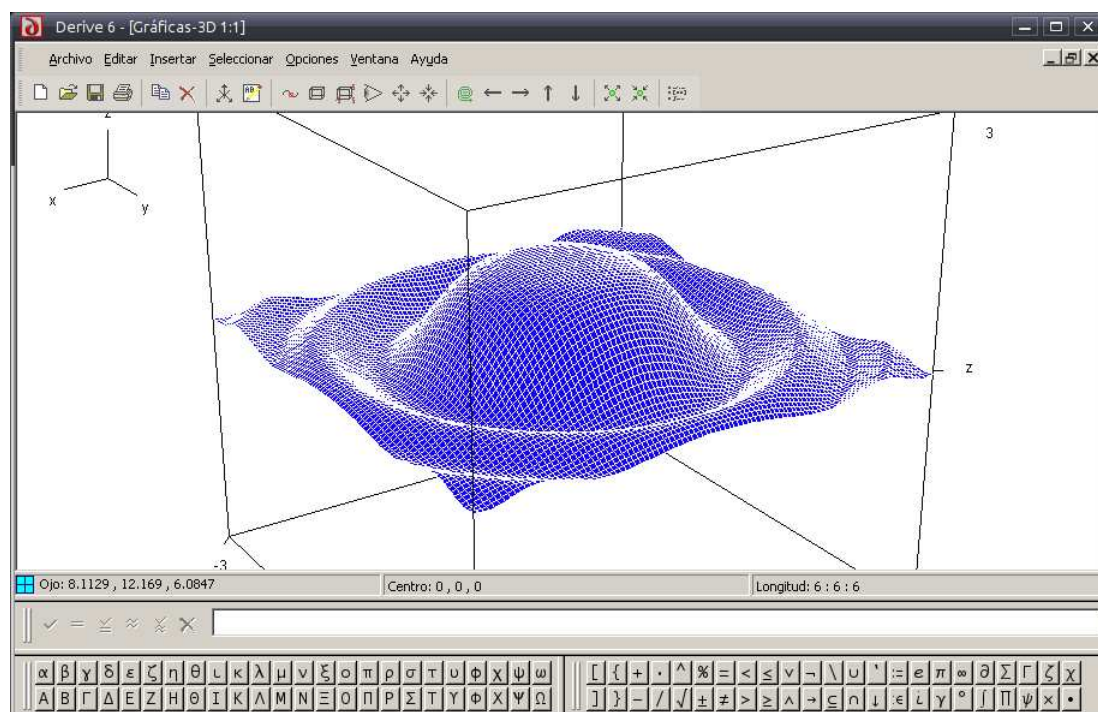 Derive 6 - [Gráficas-3D 1:1]
Archivo Editar Insertar Seleccionar Opciones Ventana Ayuda
z
3
x
y
z
-3
Ojo: 8.1129 , 12.169 , 6.0847 Centro: 0 , 0 , 0 Longitud: 6 : 6 : 6
✓ = ≈
α β γ δ ε ζ η θ ι κ λ μ ν ξ ο π ρ σ τ υ φ χ ψ ω [ { + · ^ % = < ≤ ∨ ¬ \ ∪ ' := e π ∞ ∂ ∑ Γ ζ χ
Α Β Γ Δ Ε Ζ Η Θ Ι Κ Λ Μ Ν Ξ Ο Π Ρ Σ Τ Υ Φ Χ Ψ Ω ] } − / √ ± ≠ > ≥ ∧ → ⊆ ∩ ↓ :∈ i γ ° ∫ ∏ ψ × •